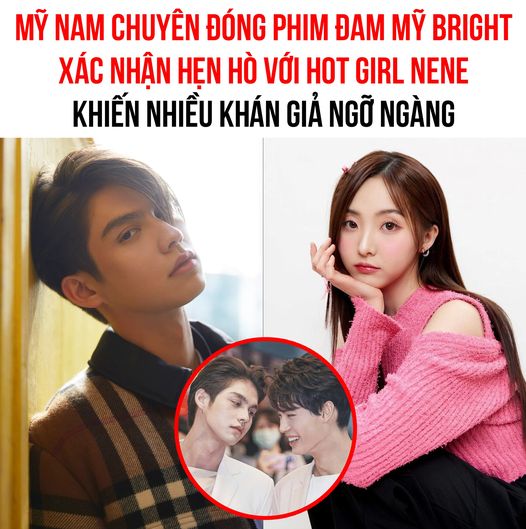 MỸ NAM CHUYÊN ĐÓNG PHIM ĐAM MỸ BRIGHT
XÁC NHẬN HẸN HÒ VỚI HOT GIRL NENE
KHIẾN NHIỀU KHÁN GIẢ NGỠ NGÀNG